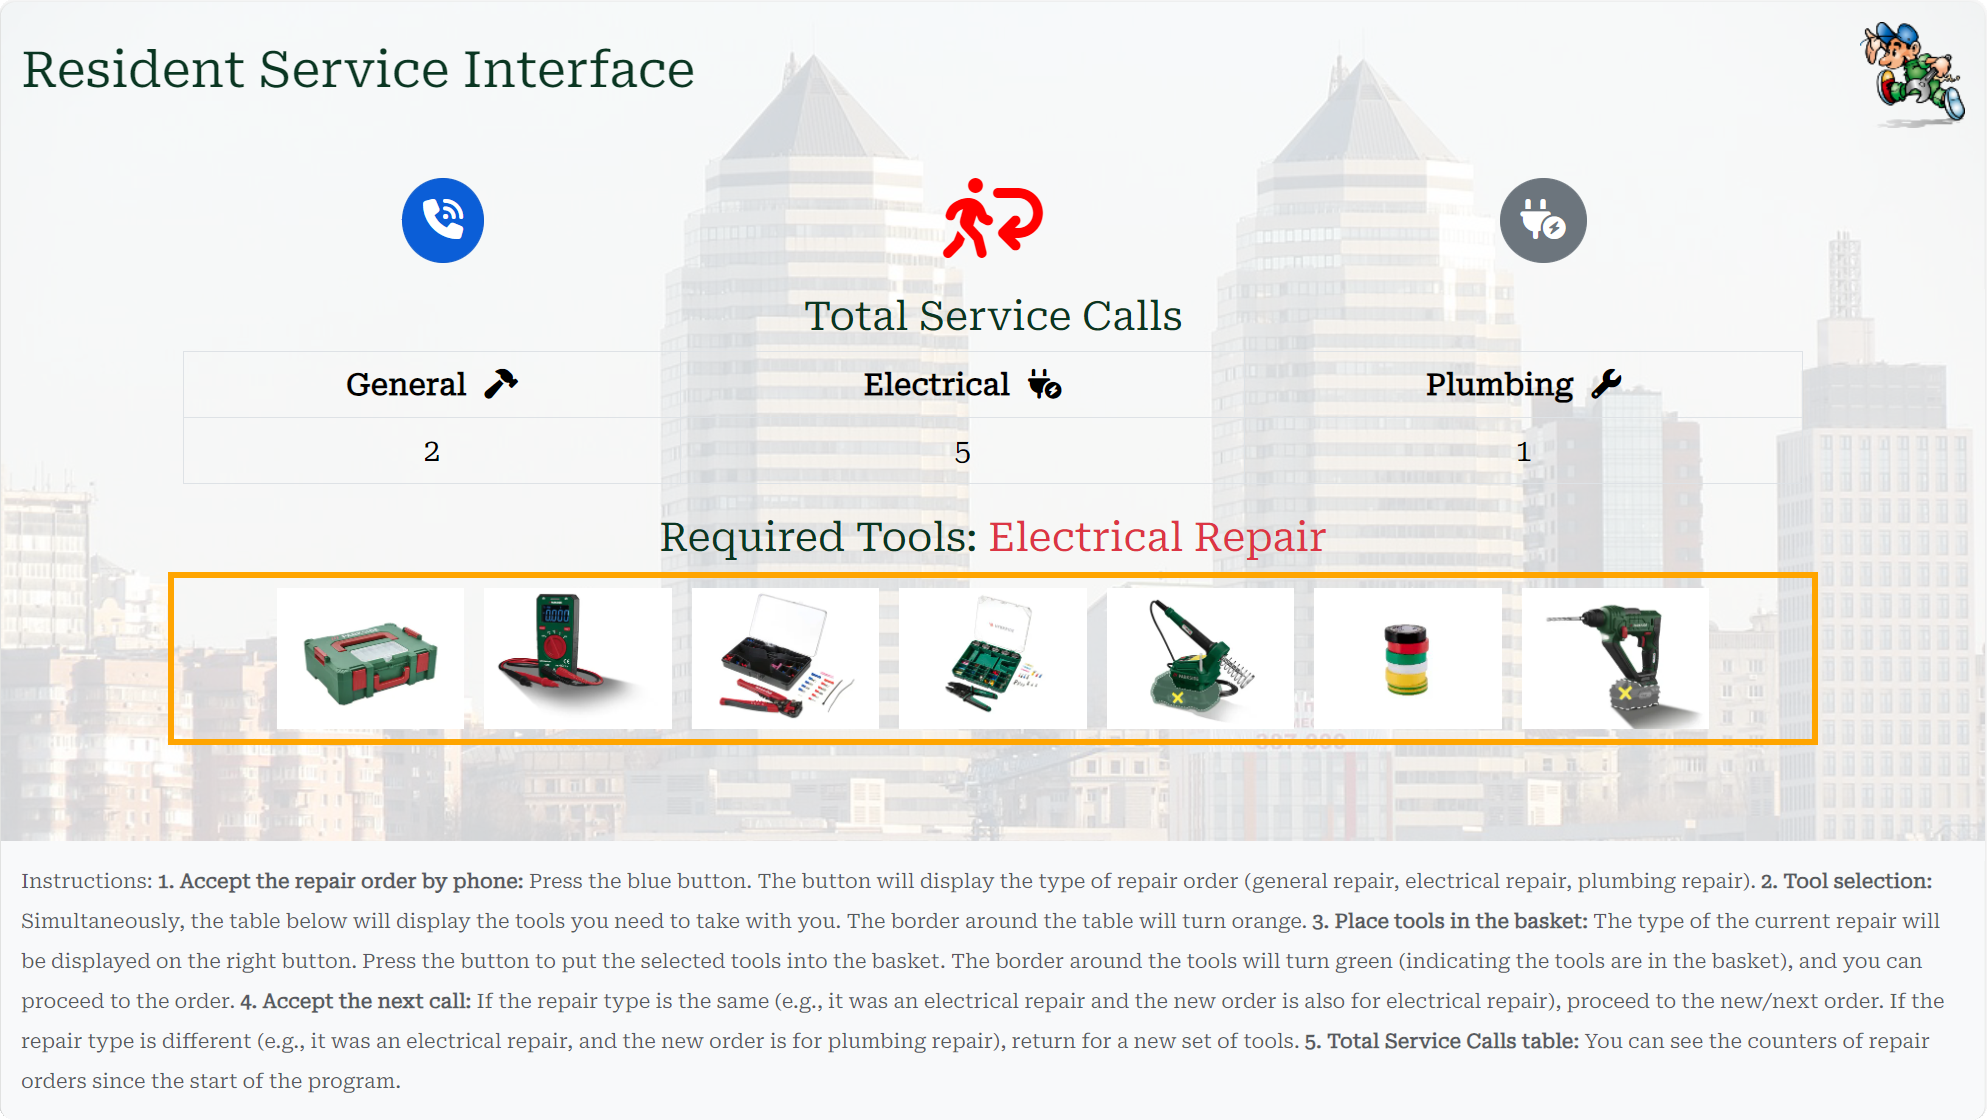 Resident Service Interface
Total Service Calls
General Electrical Plumbing
2 5 1
Required Tools: Electrical Repair
Instructions: 1. Accept the repair order by phone: Press the blue button. The button will display the type of repair order (general repair, electrical repair, plumbing repair). 2. Tool selection:
Simultaneously, the table below will display the tools you need to take with you. The border around the table will turn orange. 3. Place tools in the basket: The type of the current repair will
be displayed on the right button. Press the button to put the selected tools into the basket. The border around the tools will turn green (indicating the tools are in the basket), and you can
proceed to the order. 4. Accept the next call: If the repair type is the same (e.g., it was an electrical repair and the new order is also for electrical repair), proceed to the new/next order. If the
repair type is different (e.g., it was an electrical repair, and the new order is for plumbing repair), return for a new set of tools. 5. Total Service Calls table: You can see the counters of repair
orders since the start of the program.